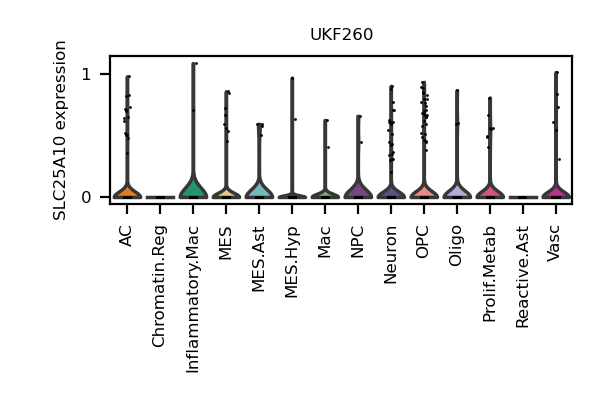 UKF260
SLC25A10 expression
1
0
AC
Chromatin.Reg
Inflammatory.Mac
MES
MES.Ast
MES.Hyp
Mac
NPC
Neuron
OPC
Oligo
Prolif.Metab
Reactive.Ast
Vasc